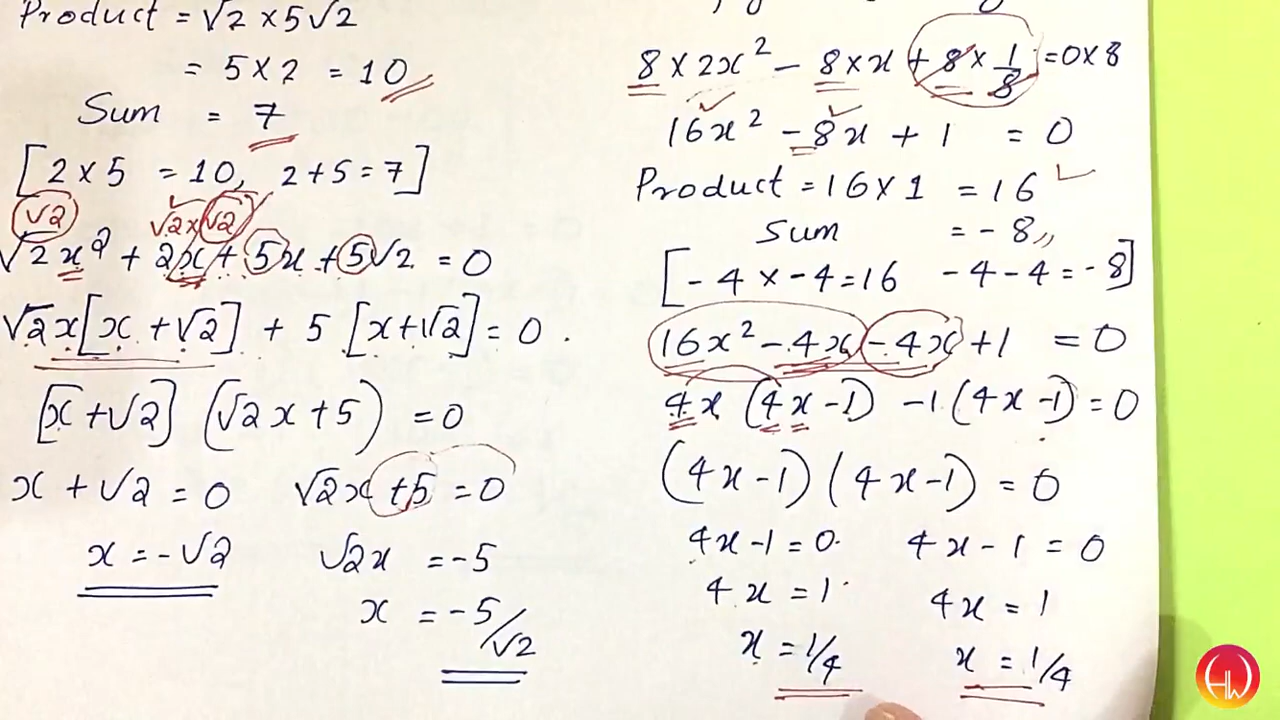 Product = √2 × 5√2
= 5 × 2 = 10
Sum = 7
[2 × 5 = 10, 2 + 5 = 7]
√2 √2×√2
√2x² + 2x + 5x + 5√2 = 0
√2x[x + √2] + 5 [x + √2] = 0.
[x + √2] (√2x + 5) = 0
x + √2 = 0 √2x + 5 = 0
x = -√2 √2x = -5
x = -5/√2
8 × 2x² - 8 × x + 8 × 1/8 = 0 × 8
16x² - 8x + 1 = 0
Product = 16 × 1 = 16
Sum = -8,,
[-4 × -4 = 16 -4 - 4 = -8]
16x² - 4x - 4x + 1 = 0
4x (4x - 1) - 1 (4x - 1) = 0
(4x - 1) (4x - 1) = 0
4x - 1 = 0 4x - 1 = 0
4x = 1 4x = 1
x = 1/4 x = 1/4
HW